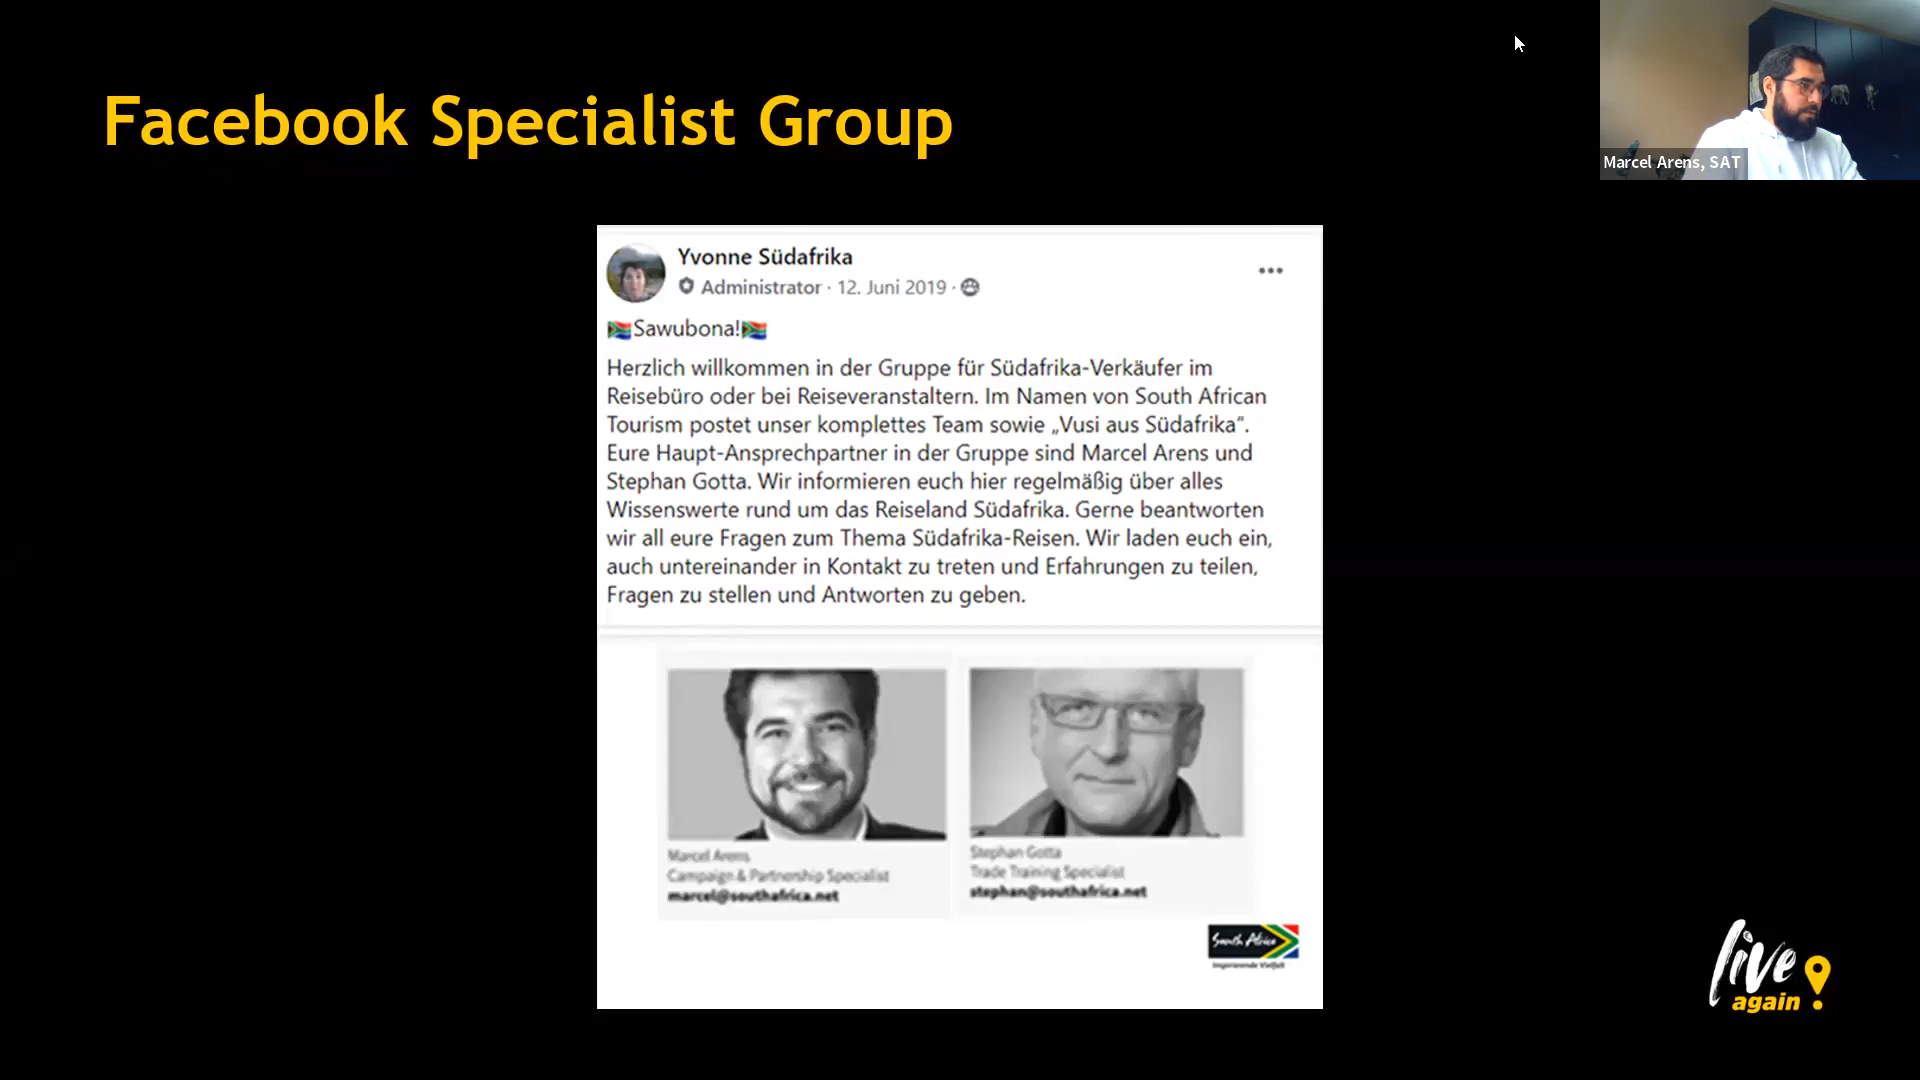 Facebook Specialist Group
Marcel Arens, SAT
Yvonne Südafrika
Administrator · 12. Juni 2019 ·
Sawubona!
Herzlich willkommen in der Gruppe für Südafrika-Verkäufer im
Reisebüro oder bei Reiseveranstaltern. Im Namen von South African
Tourism postet unser komplettes Team sowie „Vusi aus Südafrika“.
Eure Haupt-Ansprechpartner in der Gruppe sind Marcel Arens und
Stephan Gotta. Wir informieren euch hier regelmäßig über alles
Wissenswerte rund um das Reiseland Südafrika. Gerne beantworten
wir all eure Fragen zum Thema Südafrika-Reisen. Wir laden euch ein,
auch untereinander in Kontakt zu treten und Erfahrungen zu teilen,
Fragen zu stellen und Antworten zu geben.
Marcel Arens
Campaign & Partnership Specialist
marcel@southafrica.net
Stephan Gotta
Trade Training Specialist
stephan@southafrica.net
South Africa
Inspirierende Vielfalt
live
again